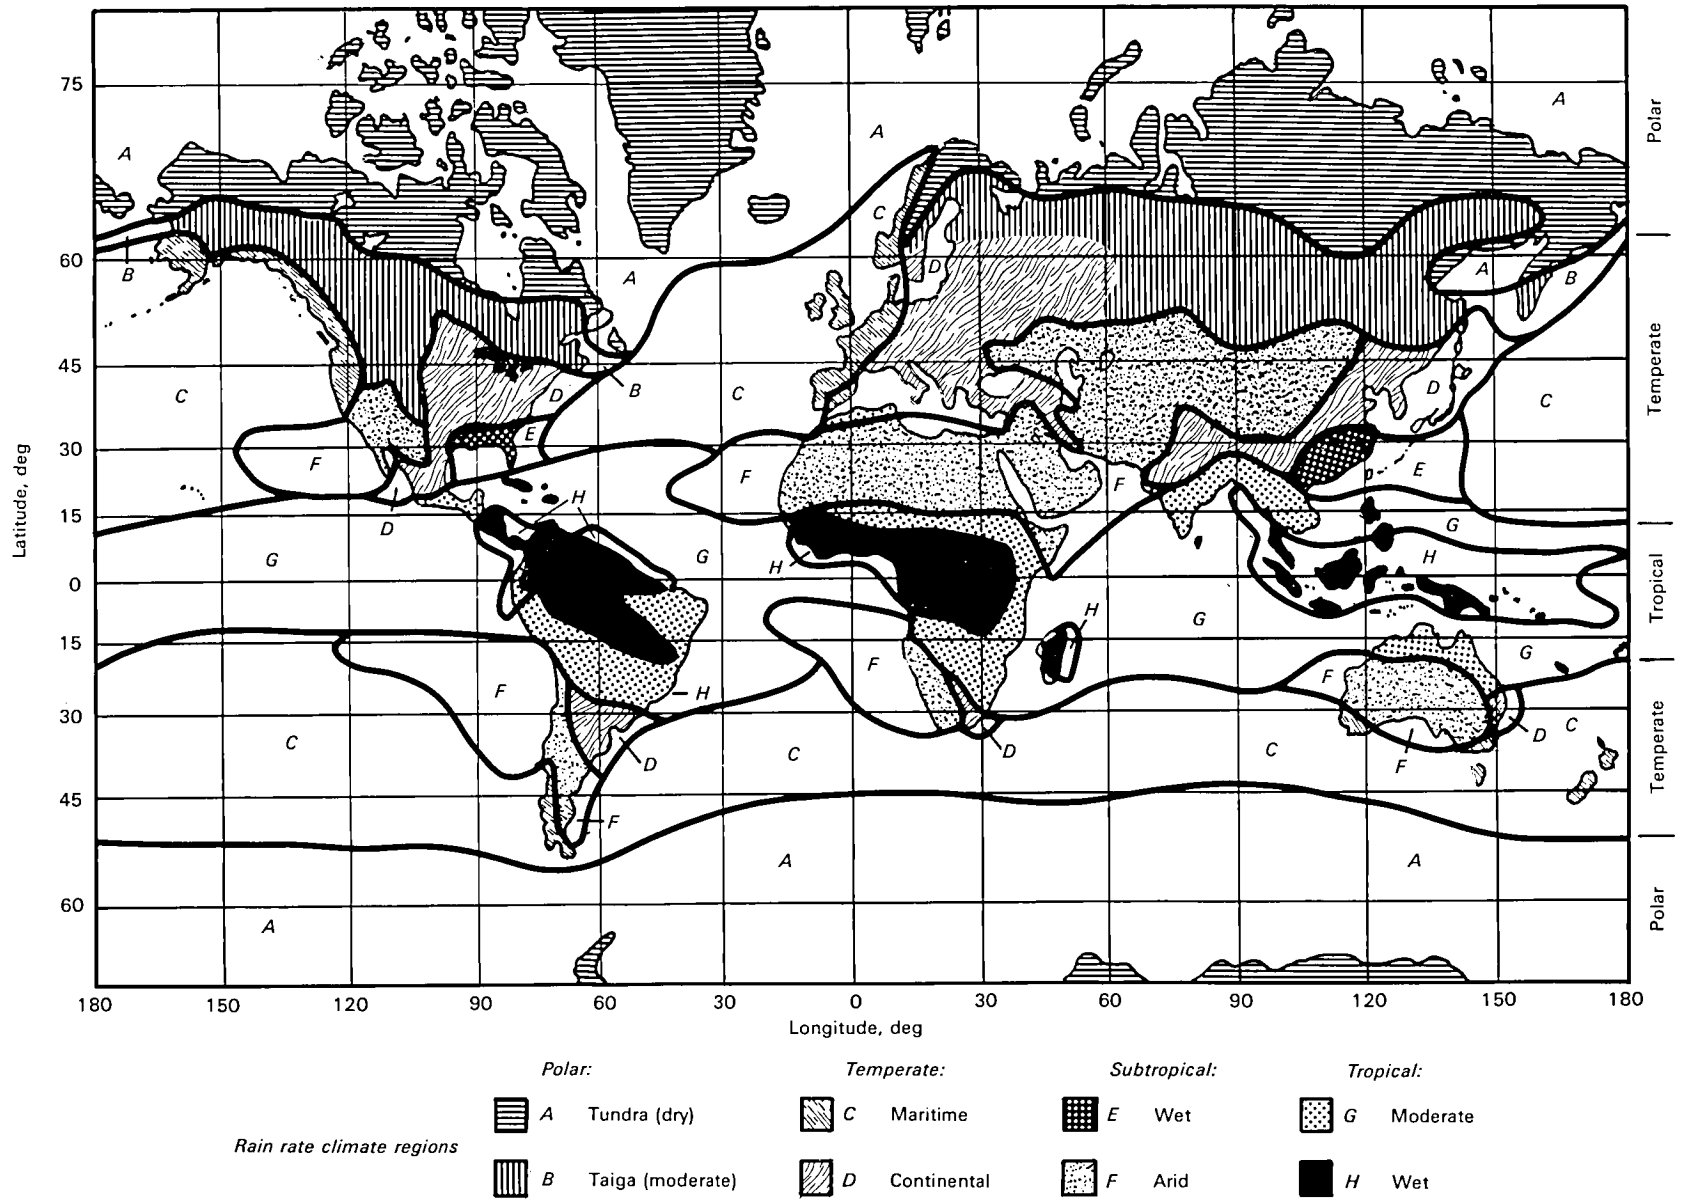 75
60
45
30
15
0
15
30
45
60
Latitude, deg
180
150
120
90
60
30
0
30
60
90
120
150
180
Longitude, deg
Polar
Temperate
Tropical
Temperate
Polar
A
A
A
C
B
A
D
A
B
C
D
B
C
D
C
F
E
F
F
E
D
H
G
G
H
G
H
H
G
G
F
F
H
F
D
C
D
C
D
C
F
D
C
F
A
A
A
Polar:
Temperate:
Subtropical:
Tropical:
A Tundra (dry)
C Maritime
E Wet
G Moderate
Rain rate climate regions
B Taiga (moderate)
D Continental
F Arid
H Wet